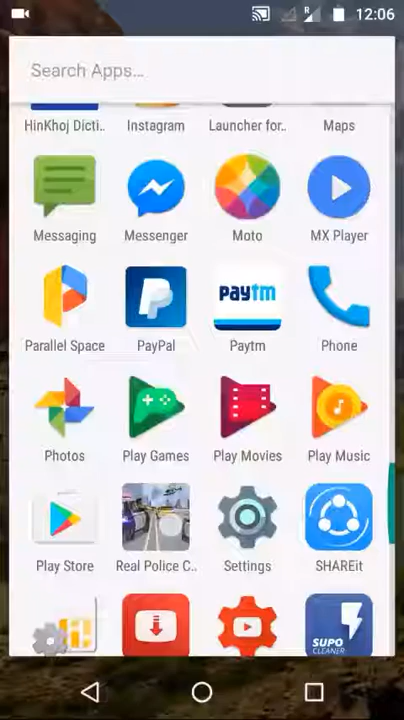 R 12:06
Search Apps...
HinKhoj Dicti.. Instagram Launcher for.. Maps
Messaging Messenger Moto MX Player
paytm
Parallel Space PayPal Paytm Phone
Photos Play Games Play Movies Play Music
Play Store Real Police C.. Settings SHAREit
SUPO
CLEANER